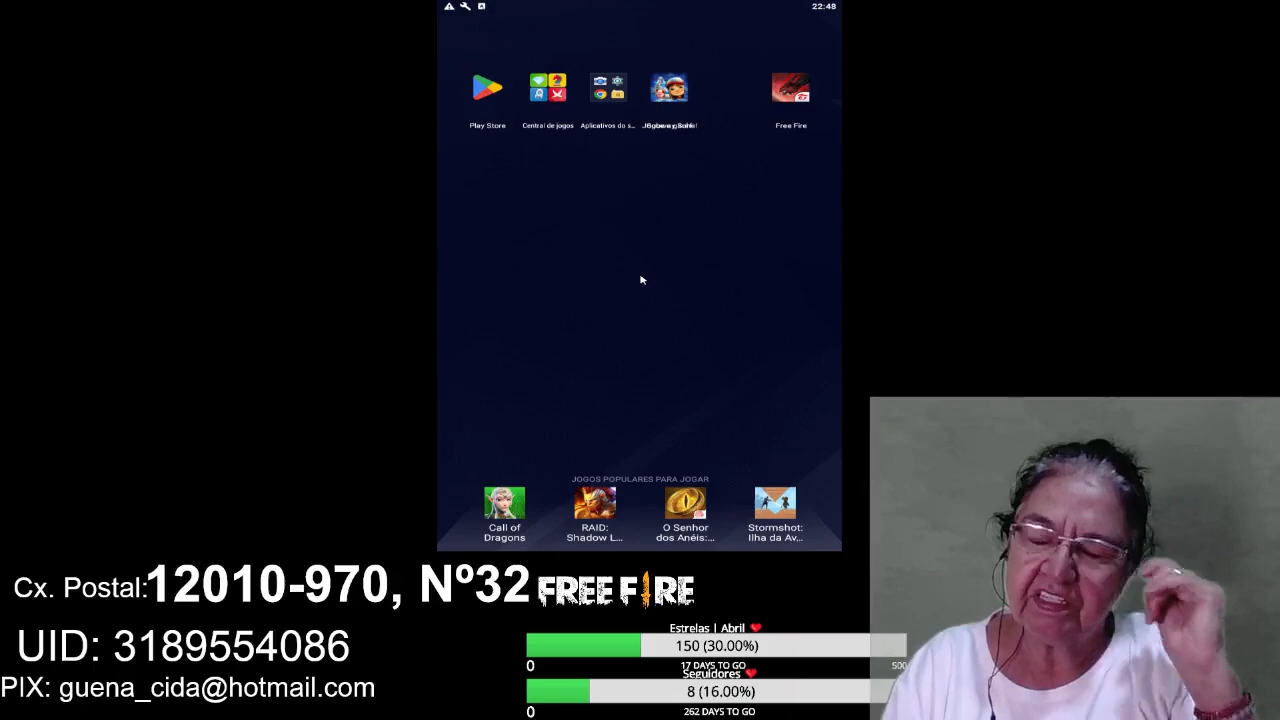 22:48
Play Store
Central de jogos
Aplicativos do s...
Free Fire
JOGOS POPULARES PARA JOGAR
Call of
Dragons
RAID:
Shadow L...
O Senhor
dos Anéis:...
Stormshot:
Ilha da Av...
Cx. Postal:12010-970, Nº32
FREE FIRE
UID: 3189554086
PIX: guena_cida@hotmail.com
Estrelas | Abril
150 (30.00%)
0
17 DAYS TO GO
500
Seguidores
8 (16.00%)
0
262 DAYS TO GO